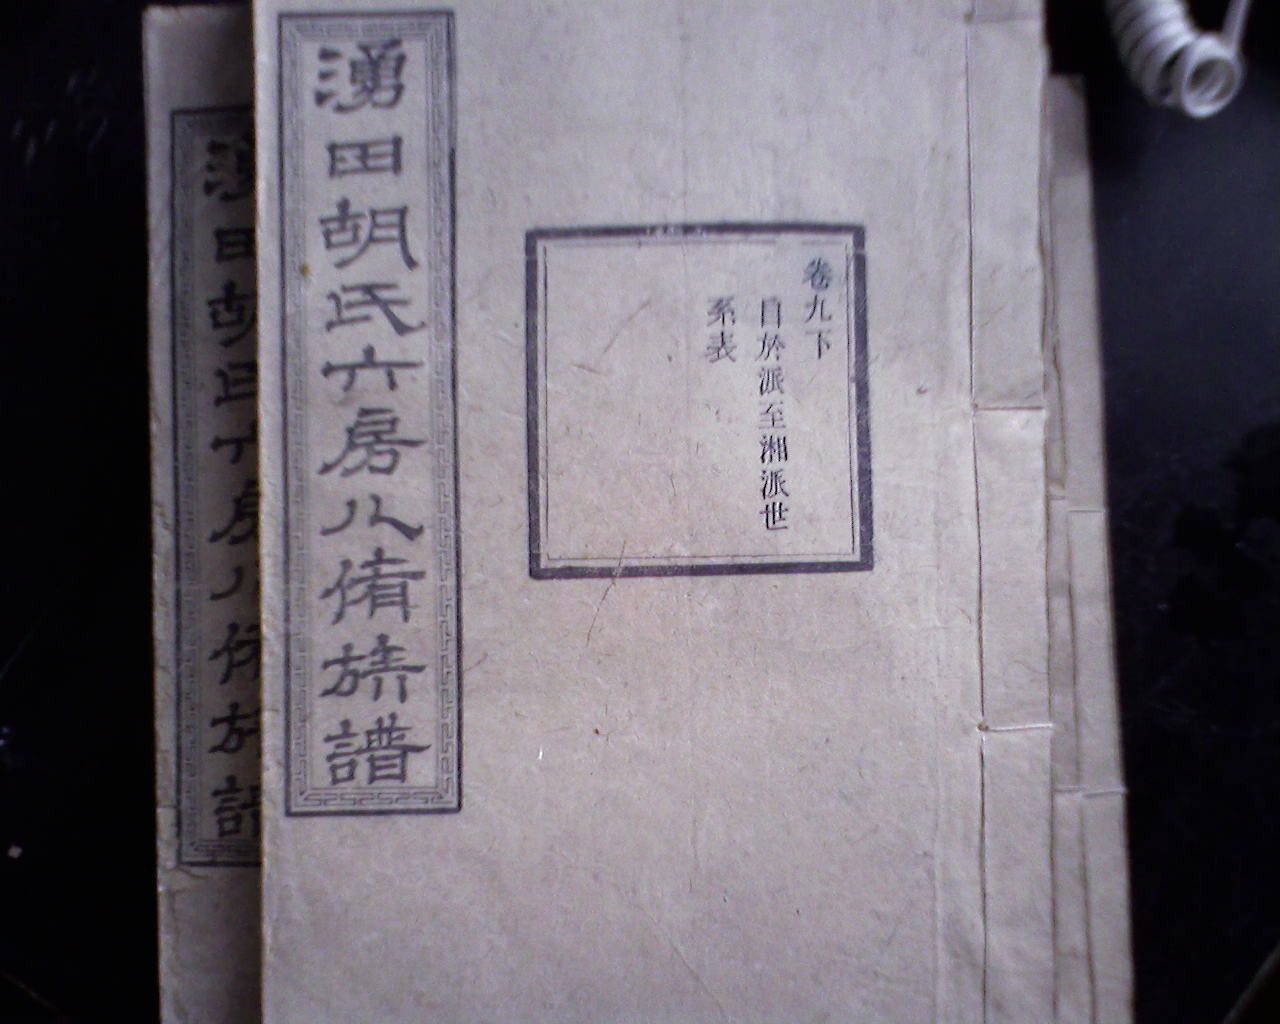 湧田胡氏六房八脩族譜
卷九下
自於派至湘派世
系表